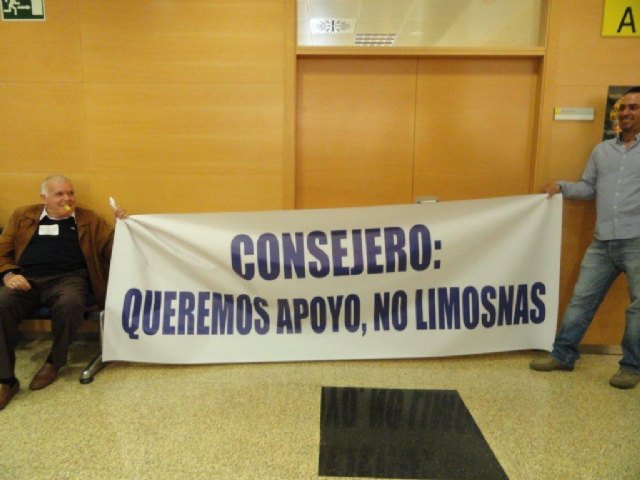 A
CONSEJERO:
QUEREMOS APOYO, NO LIMOSNAS